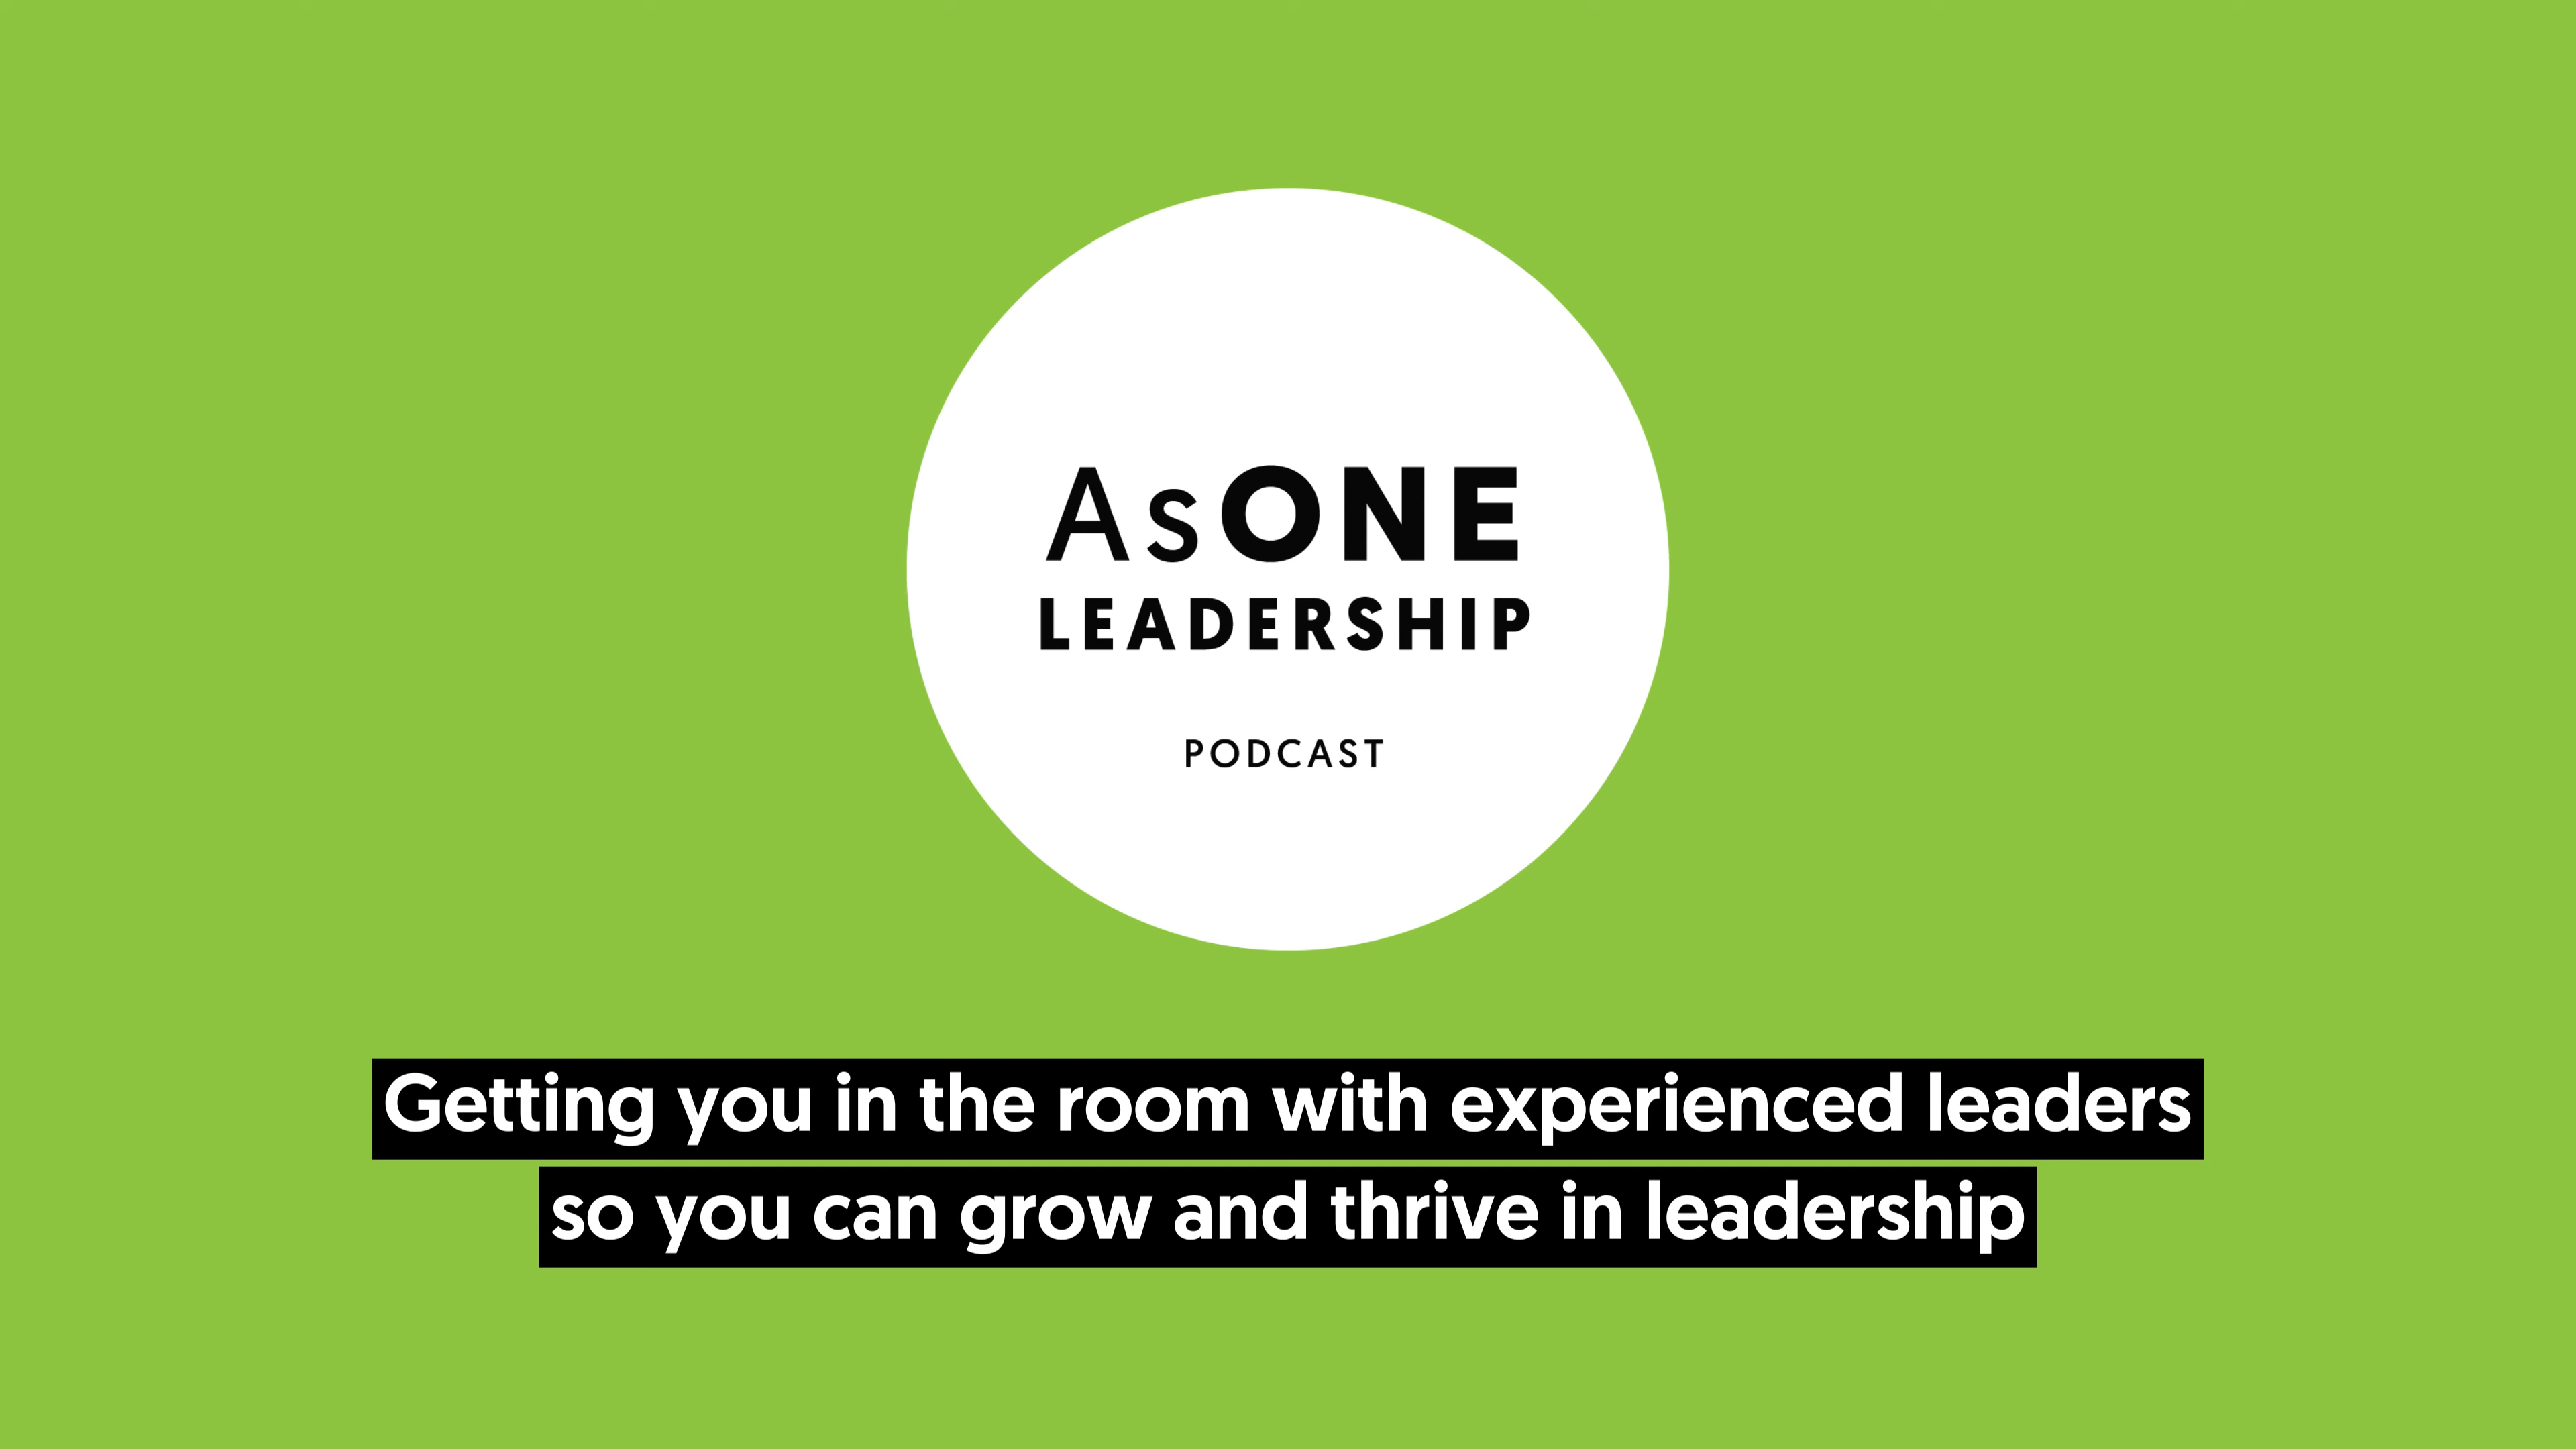 AsONE
LEADERSHIP
PODCAST
Getting you in the room with experienced leaders
so you can grow and thrive in leadership